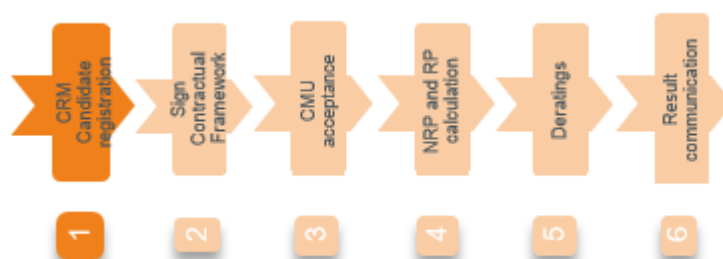 1
CRM
Candidate
registration
2
Sign
Contractual
Framework
3
CMU
acceptance
4
NRP and RP
calculation
5
Deratings
6
Result
communication